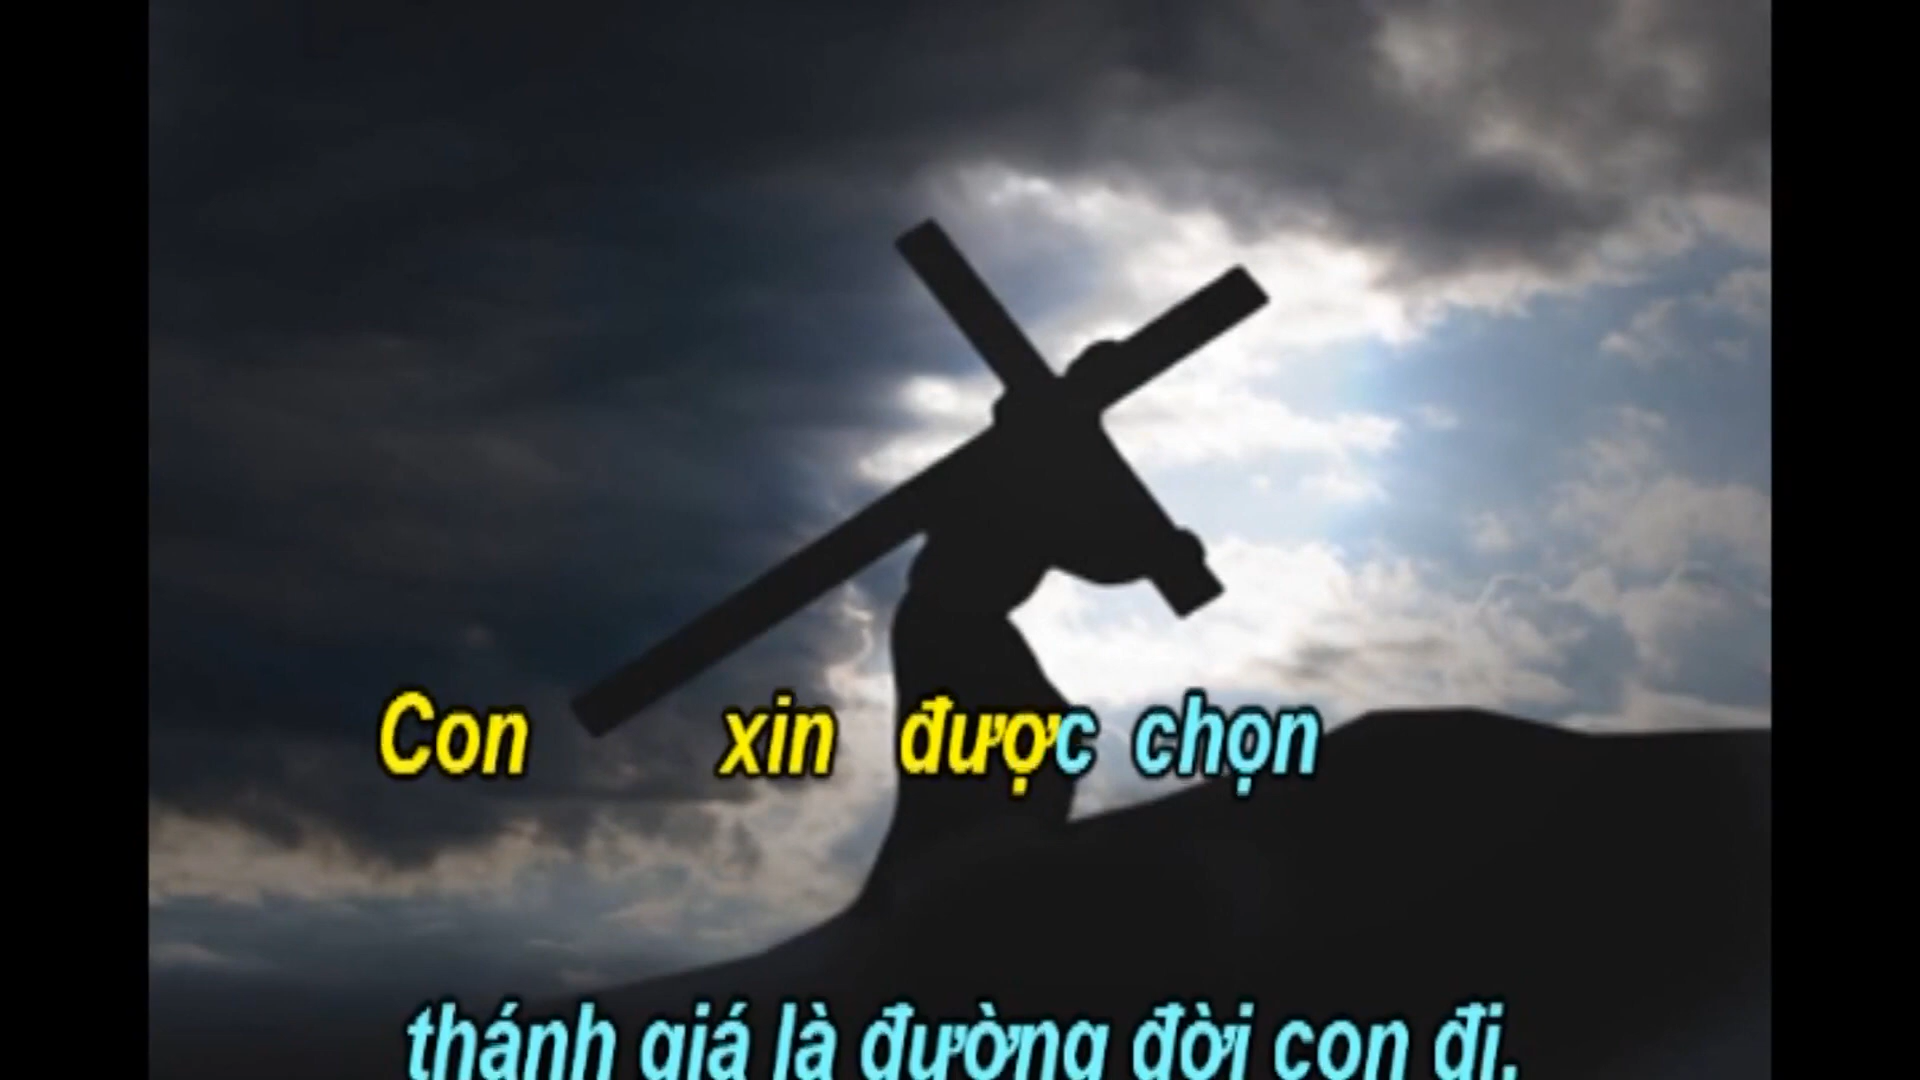 Con xin được chọn
thánh giá là đường đời con đi.